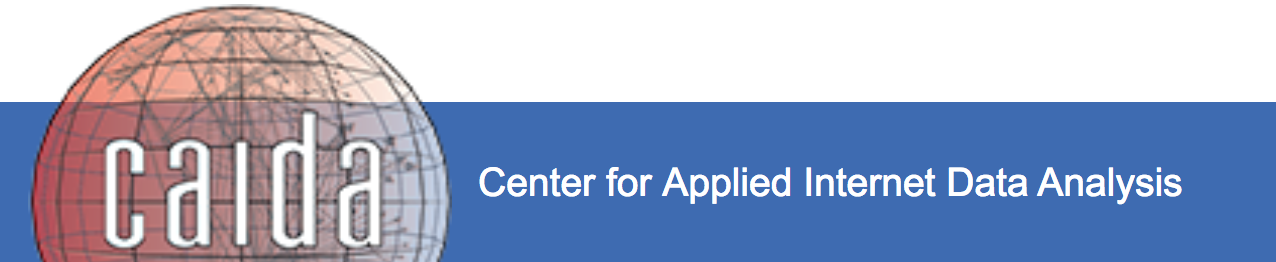 caida
Center for Applied Internet Data Analysis